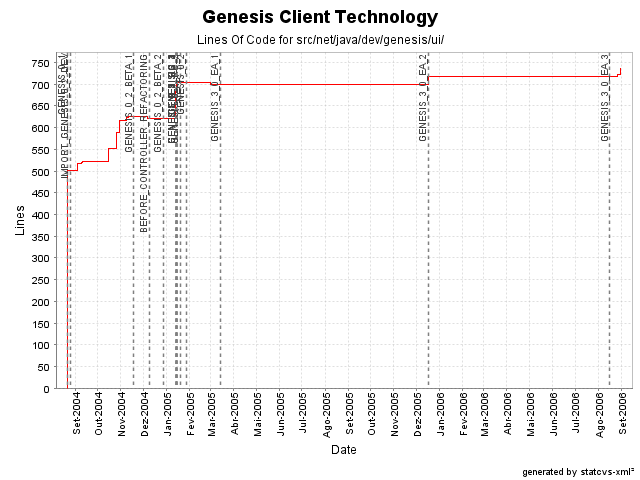 Genesis Client Technology
Lines Of Code for src/net/java/dev/genesis/ui/
Lines
750
700
650
600
550
500
450
400
350
300
250
200
150
100
50
0
GENESIS_0_2_BETA_1
BEFORE_CONTROLLER_REFACTORING
GENESIS_0_2_BETA_2
GENESIS_3_0_EA_1
GENESIS_3_0_EA_2
GENESIS_3_0_EA_3
Set-2004
Out-2004
Nov-2004
Dez-2004
Jan-2005
Fev-2005
Mar-2005
Abr-2005
Mai-2005
Jun-2005
Jul-2005
Ago-2005
Set-2005
Out-2005
Nov-2005
Dez-2005
Jan-2006
Fev-2006
Mar-2006
Abr-2006
Mai-2006
Jun-2006
Jul-2006
Ago-2006
Set-2006
Date
generated by statcvs-xml²